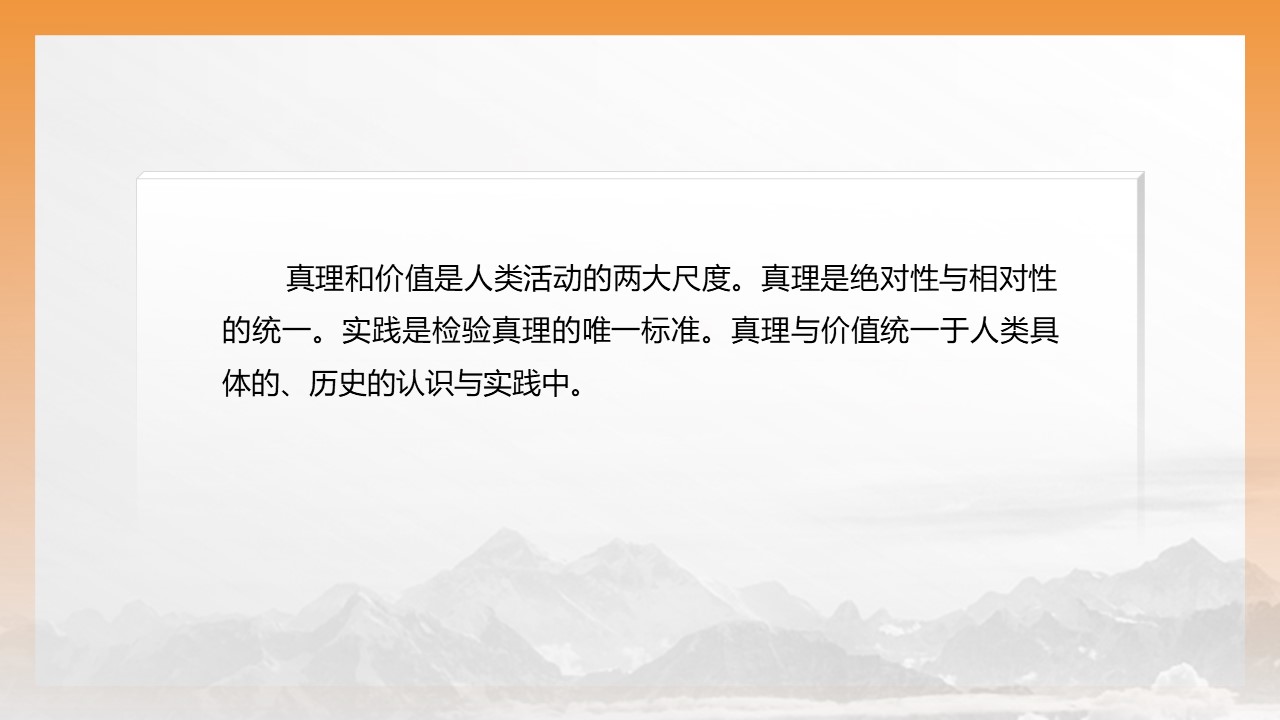 真理和价值是人类活动的两大尺度。真理是绝对性与相对性
的统一。实践是检验真理的唯一标准。真理与价值统一于人类具
体的、历史的认识与实践中。